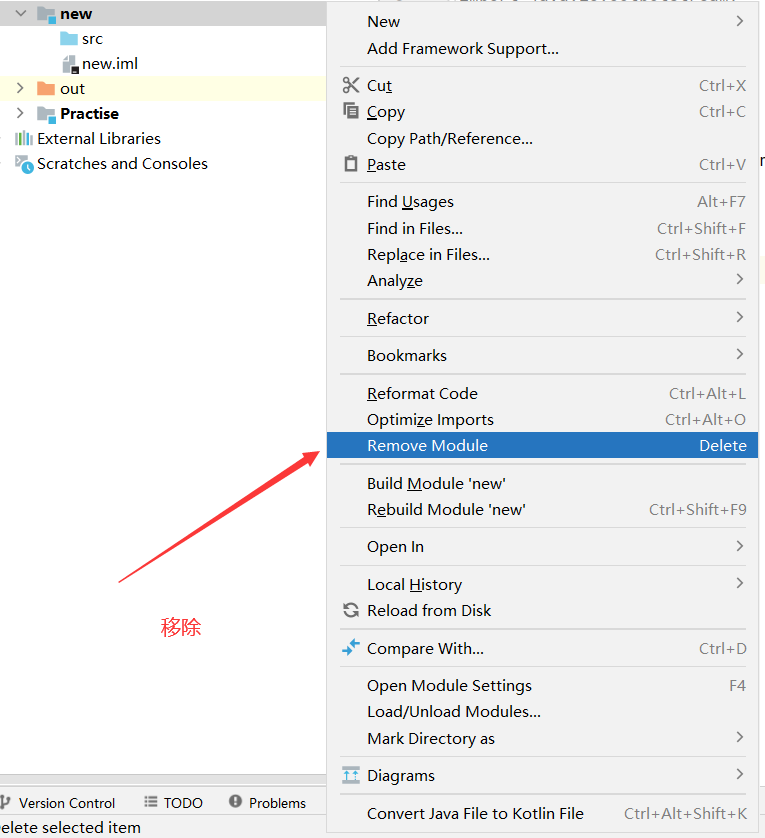 new
src
new.iml
out
Practise
External Libraries
Scratches and Consoles
New
Add Framework Support...
Cut Ctrl+X
Copy Ctrl+C
Copy Path/Reference...
Paste Ctrl+V
Find Usages Alt+F7
Find in Files... Ctrl+Shift+F
Replace in Files... Ctrl+Shift+R
Analyze
Refactor
Bookmarks
Reformat Code Ctrl+Alt+L
Optimize Imports Ctrl+Alt+O
Remove Module Delete
Build Module 'new'
Rebuild Module 'new' Ctrl+Shift+F9
Open In
Local History
Reload from Disk
Compare With... Ctrl+D
Open Module Settings F4
Load/Unload Modules...
Mark Directory as
Diagrams
Convert Java File to Kotlin File Ctrl+Alt+Shift+K
移除
Version Control TODO Problems
elete selected item